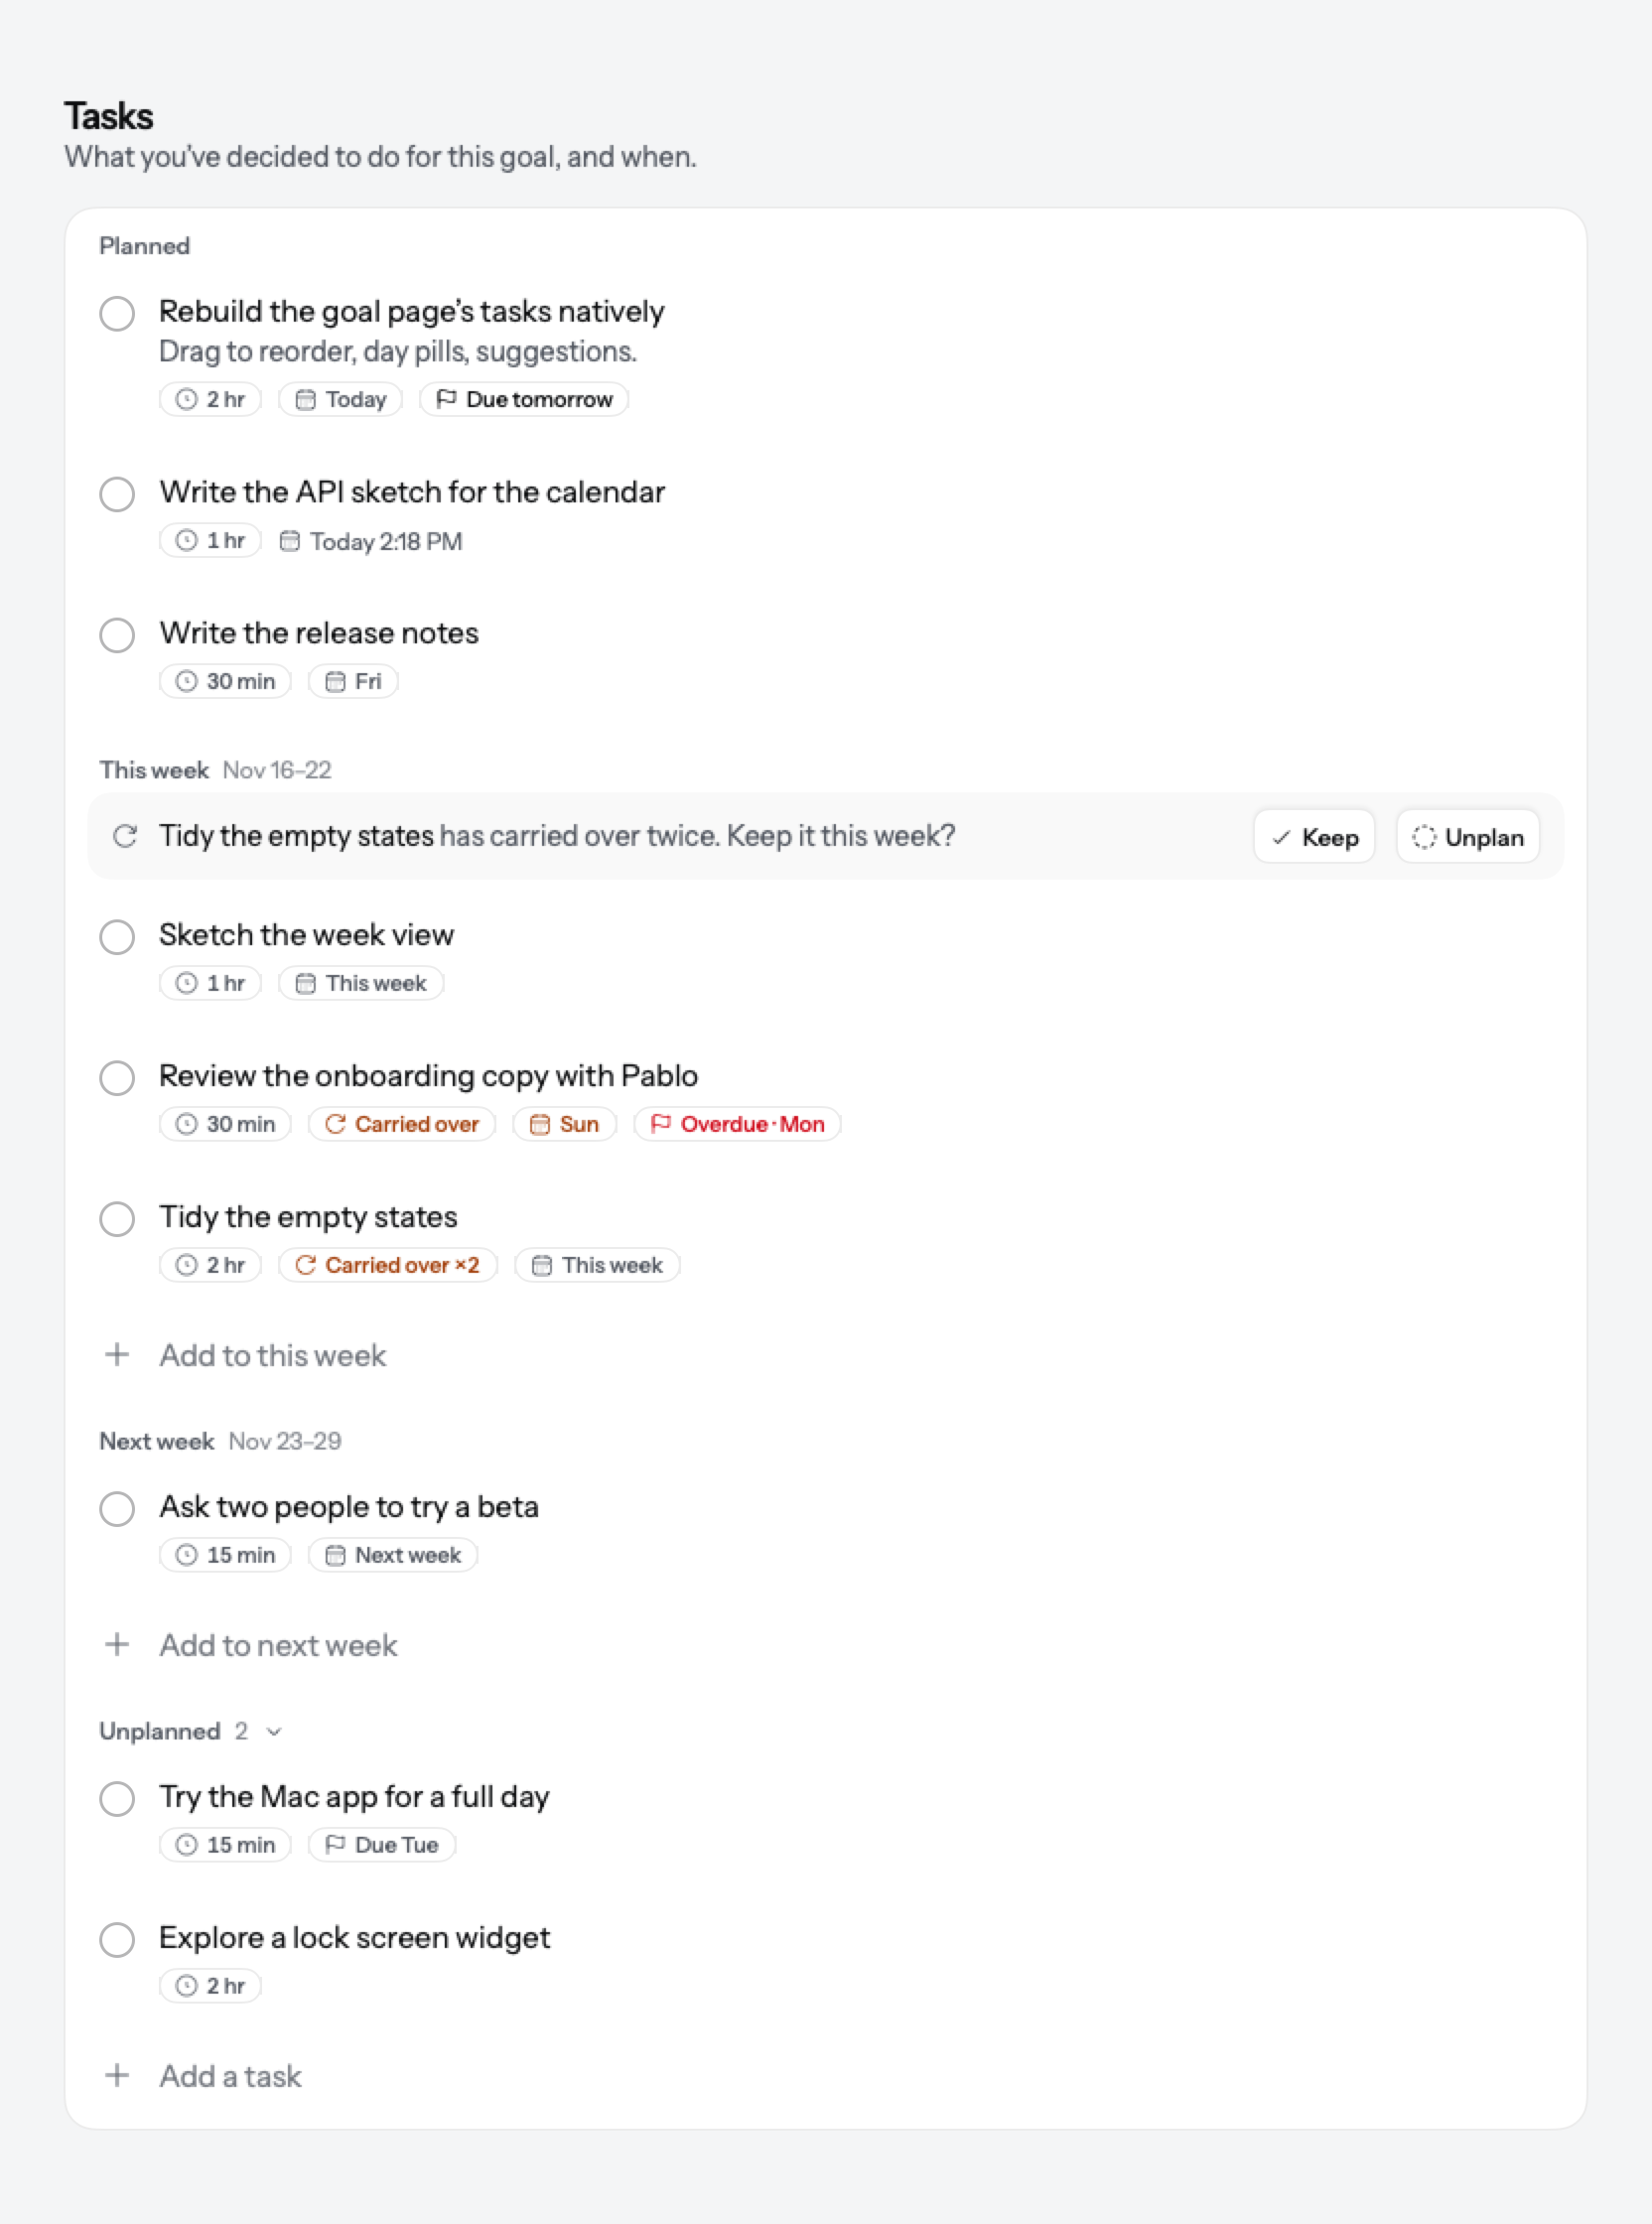 Tasks
What you've decided to do for this goal, and when.
Planned
Rebuild the goal page's tasks natively
Drag to reorder, day pills, suggestions.
2 hr Today Due tomorrow
Write the API sketch for the calendar
1 hr Today 2:18 PM
Write the release notes
30 min Fri
This week Nov 16–22
Tidy the empty states has carried over twice. Keep it this week? Keep Unplan
Sketch the week view
1 hr This week
Review the onboarding copy with Pablo
30 min Carried over Sun Overdue · Mon
Tidy the empty states
2 hr Carried over ×2 This week
Add to this week
Next week Nov 23–29
Ask two people to try a beta
15 min Next week
Add to next week
Unplanned 2
Try the Mac app for a full day
15 min Due Tue
Explore a lock screen widget
2 hr
Add a task